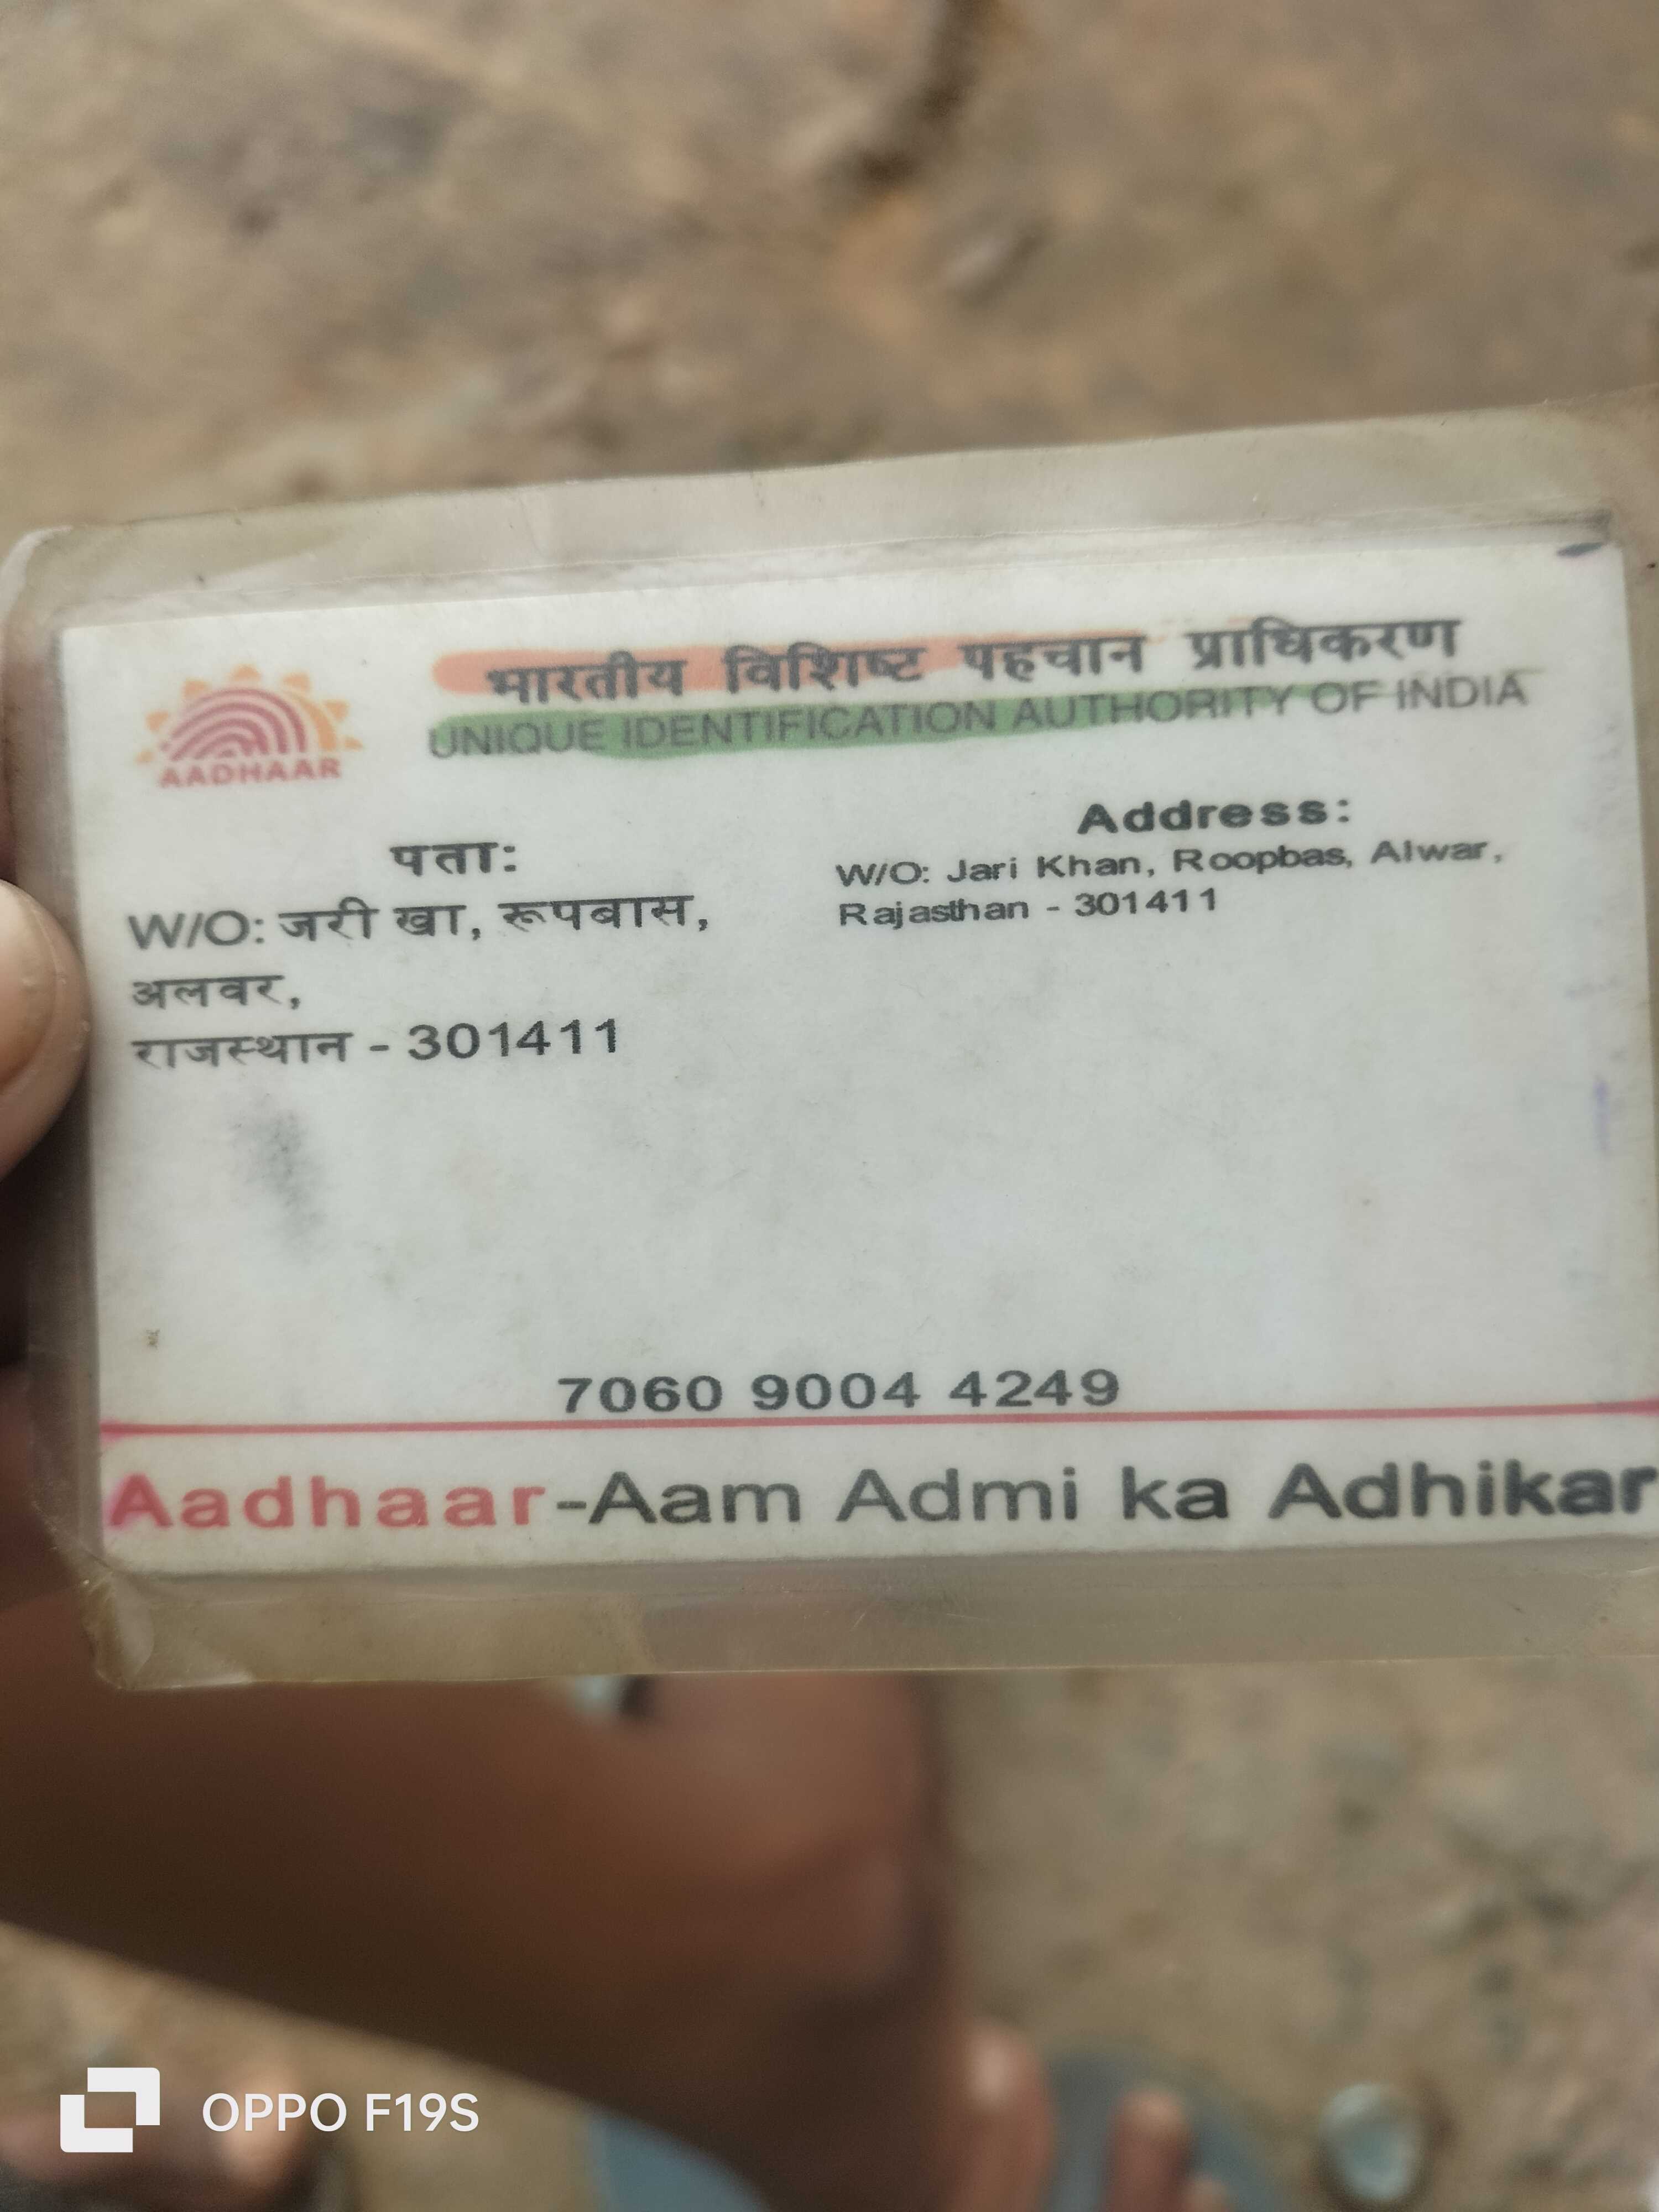 भारतीय विशिष्ट पहचान प्राधिकरण
UNIQUE IDENTIFICATION AUTHORITY OF INDIA
AADHAAR
पता:
W/O: जरी खा, रूपबास,
अलवर,
राजस्थान - 301411
Address:
W/O: Jari Khan, Roopbas, Alwar,
Rajasthan - 301411
7060 9004 4249
Aadhaar-Aam Admi ka Adhikar
OPPO F19S